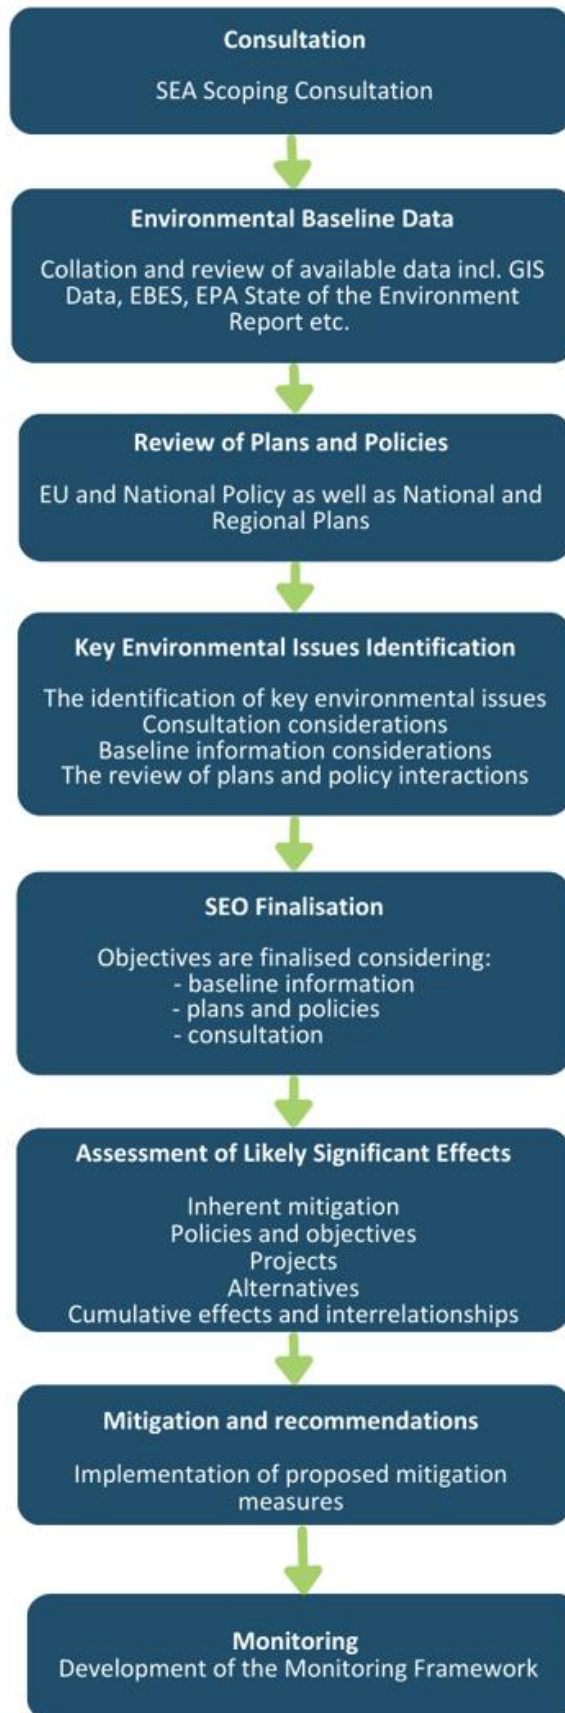 Consultation
SEA Scoping Consultation
Environmental Baseline Data
Collation and review of available data incl. GIS
Data, EBES, EPA State of the Environment
Report etc.
Review of Plans and Policies
EU and National Policy as well as National and
Regional Plans
Key Environmental Issues Identification
The identification of key environmental issues
Consultation considerations
Baseline information considerations
The review of plans and policy interactions
SEO Finalisation
Objectives are finalised considering:
- baseline information
- plans and policies
- consultation
Assessment of Likely Significant Effects
Inherent mitigation
Policies and objectives
Projects
Alternatives
Cumulative effects and interrelationships
Mitigation and recommendations
Implementation of proposed mitigation
measures
Monitoring
Development of the Monitoring Framework